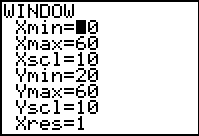 WINDOW
Xmin=0
Xmax=60
Xscl=10
Ymin=20
Ymax=60
Yscl=10
Xres=1